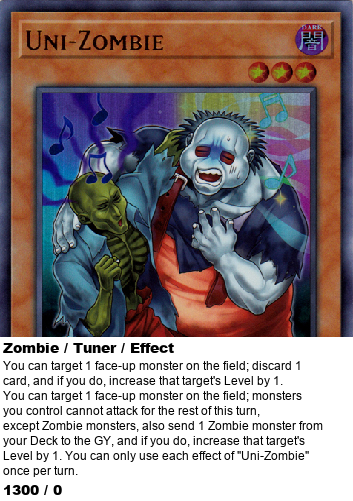 UNI-ZOMBIE
DARK
闇
Zombie / Tuner / Effect
You can target 1 face-up monster on the field; discard 1
card, and if you do, increase that target's Level by 1.
You can target 1 face-up monster on the field; monsters
you control cannot attack for the rest of this turn,
except Zombie monsters, also send 1 Zombie monster from
your Deck to the GY, and if you do, increase that target's
Level by 1. You can only use each effect of "Uni-Zombie"
once per turn.
1300 / 0